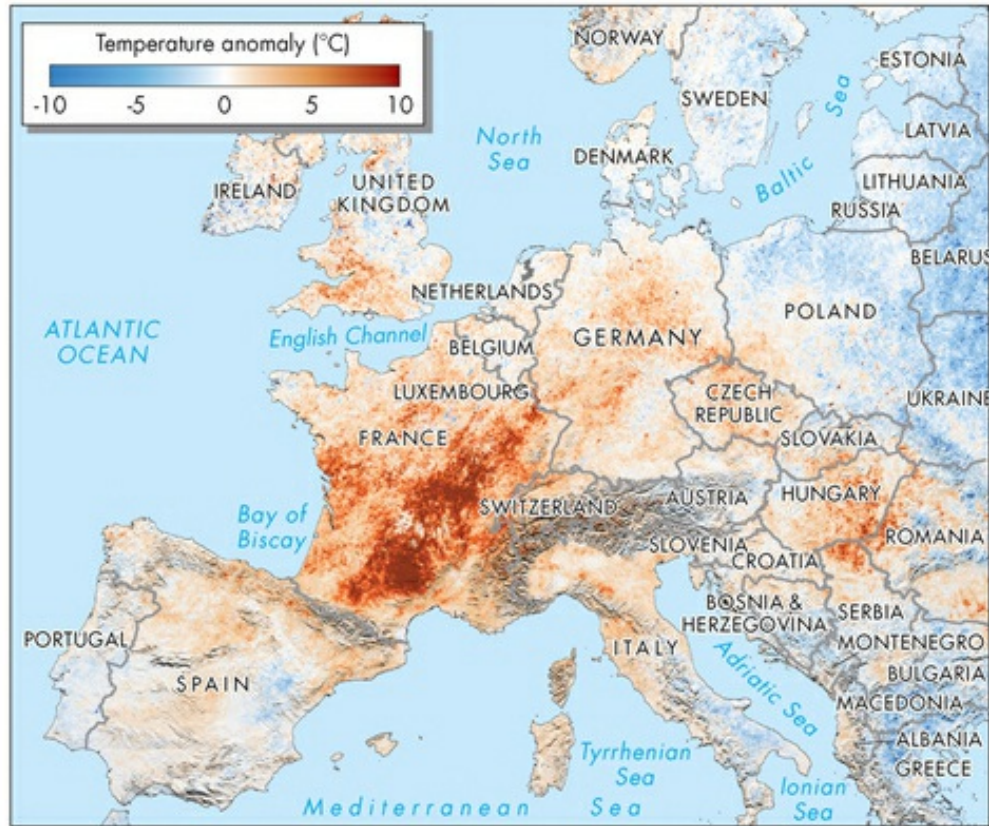 Temperature anomaly (°C)
-10 -5 0 5 10
NORWAY
SWEDEN
ESTONIA
LATVIA
LITHUANIA
RUSSIA
BELARUS
North
Sea
DENMARK
Baltic Sea
IRELAND
UNITED
KINGDOM
NETHERLANDS
POLAND
ATLANTIC
OCEAN
English Channel
BELGIUM
GERMANY
LUXEMBOURG
CZECH
REPUBLIC
UKRAINE
FRANCE
SLOVAKIA
Bay of
Biscay
SWITZERLAND
AUSTRIA
HUNGARY
SLOVENIA
CROATIA
ROMANIA
BOSNIA &
HERZEGOVINA
SERBIA
PORTUGAL
SPAIN
ITALY
Adriatic Sea
MONTENEGRO
BULGARIA
MACEDONIA
ALBANIA
GREECE
Tyrrhenian
Sea
Ionian
Sea
Mediterranean Sea